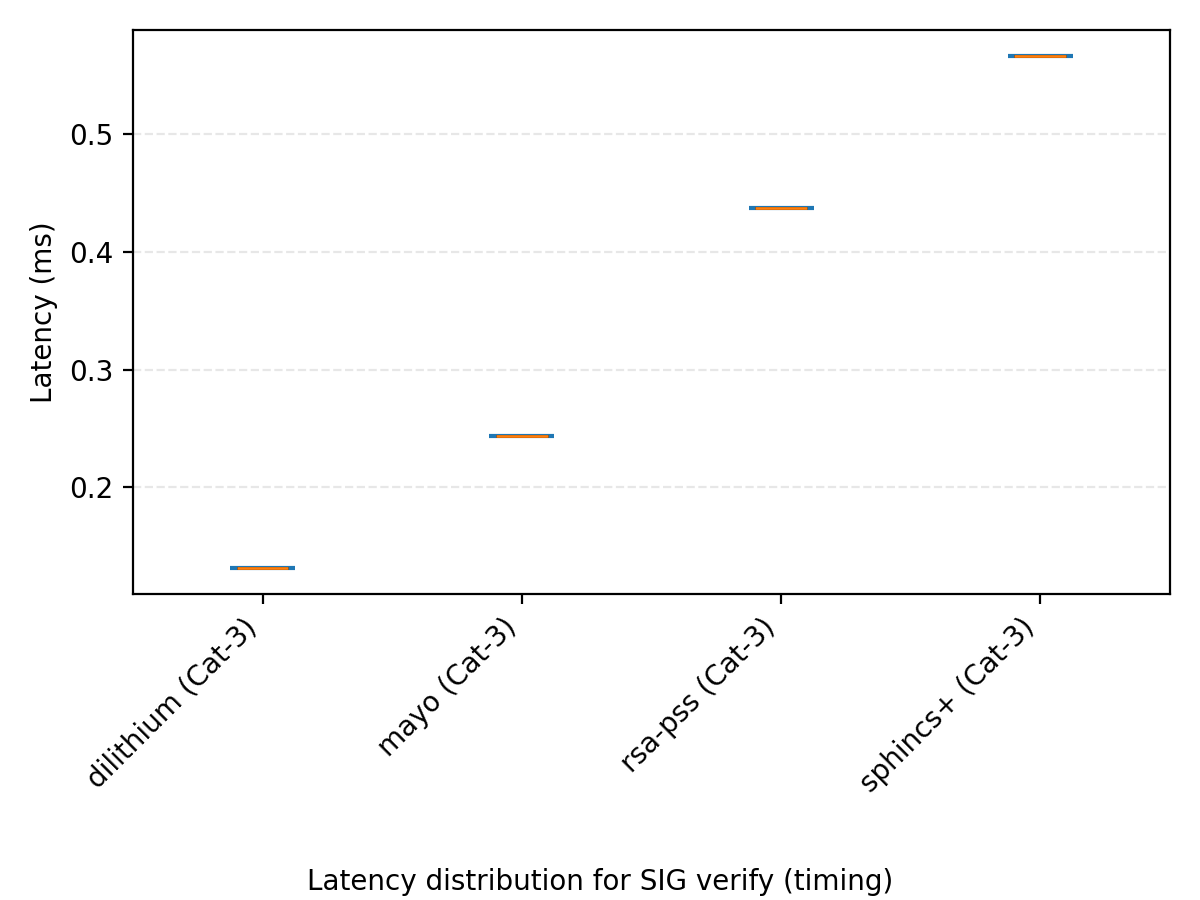 Latency (ms)
0.5
0.4
0.3
0.2
dilithium (Cat-3)
mayo (Cat-3)
rsa-pss (Cat-3)
sphincs+ (Cat-3)
Latency distribution for SIG verify (timing)